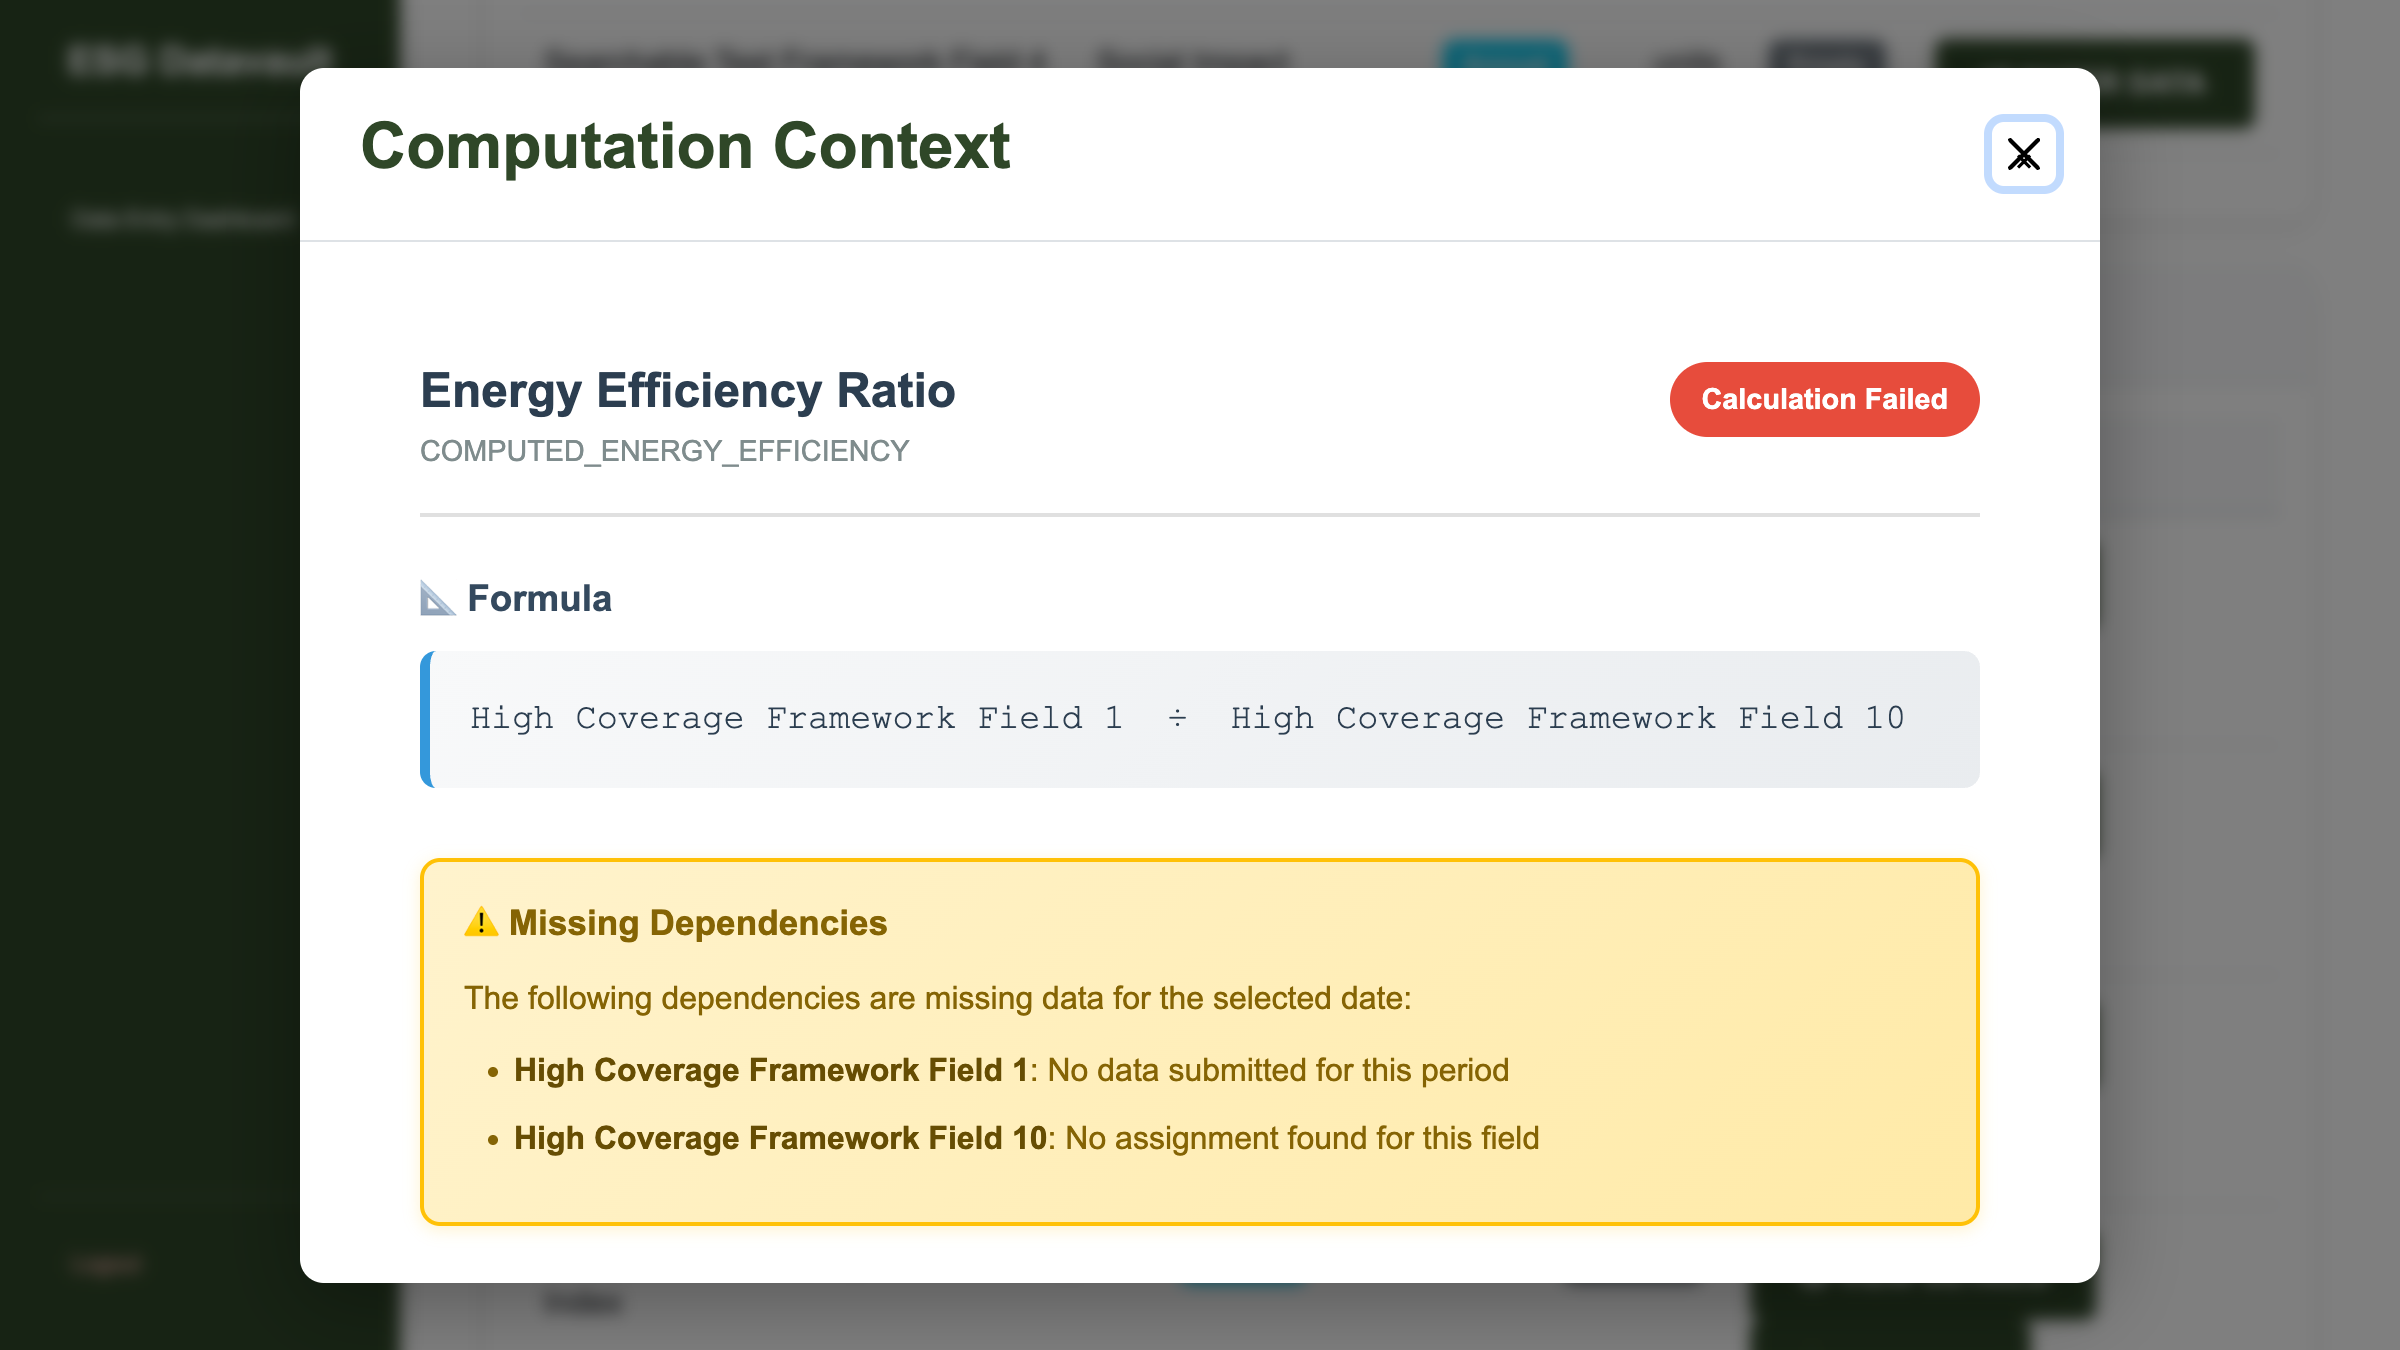 ESG Datavault
Computation Context
Energy Efficiency Ratio
Calculation Failed
COMPUTED_ENERGY_EFFICIENCY
Formula
High Coverage Framework Field 1 ÷ High Coverage Framework Field 10
Missing Dependencies
The following dependencies are missing data for the selected date:
• High Coverage Framework Field 1: No data submitted for this period
• High Coverage Framework Field 10: No assignment found for this field